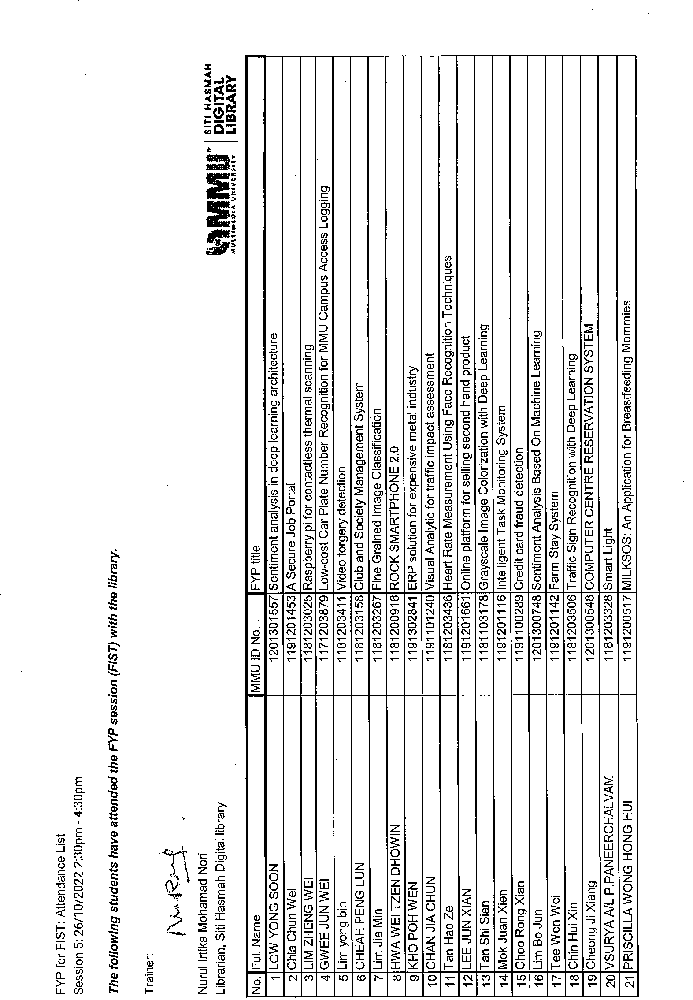 FYP for FIST: Attendance List
Session 5: 26/10/2022 2:30pm - 4:30pm
The following students have attended the FYP session (FIST) with the library.
Trainer:
Nurul Irtika Mohamad Nori
Librarian, Siti Hasmah Digital library
MMU®
MULTIMEDIA UNIVERSITY
SITI HASMAH
DIGITAL
LIBRARY
No. Full Name MMU ID No. FYP title
1 LOW YONG SOON 1201301557 Sentiment analysis in deep learning architecture
2 Chia Chun Wei 1191201453 A Secure Job Portal
3 LIM ZHENG WEI 1181203025 Raspberry pi for contactless thermal scanning
4 GWEE JUN WEI 1171203879 Low-cost Car Plate Number Recognition for MMU Campus Access Logging
5 Lim yong bin 1181203411 Video forgery detection
6 CHEAH PENG LUN 1181203158 Club and Society Management System
7 Lim Jia Min 1181203267 Fine Grained Image Classification
8 HWA WEI TZEN DHOWIN 1181200916 ROCK SMARTPHONE 2.0
9 KHO POH WEN 1191302841 ERP solution for expensive metal industry
10 CHAN JIA CHUN 1191101240 Visual Analytic for traffic impact assessment
11 Tan Hao Ze 1181203436 Heart Rate Measurement Using Face Recognition Techniques
12 LEE JUN XIAN 1191201661 Online platform for selling second hand product
13 Tan Shi Sian 1181103178 Grayscale Image Colorization with Deep Learning
14 Mok Juan Xien 1191201116 Intelligent Task Monitoring System
15 Choo Rong Xian 1191100289 Credit card fraud detection
16 Lim Bo Jun 1201300748 Sentiment Analysis Based On Machine Learning
17 Tee Wen Wei 1191201142 Farm Stay System
18 Chin Hui Xin 1181203506 Traffic Sign Recognition with Deep Learning
19 Cheong Ji Xiang 1201300548 COMPUTER CENTRE RESERVATION SYSTEM
20 VSURYA A/L P.PANEERCHALVAM 1181203328 Smart Light
21 PRISCILLA WONG HONG HUI 1191200517 MILKSOS: An Application for Breastfeeding Mommies